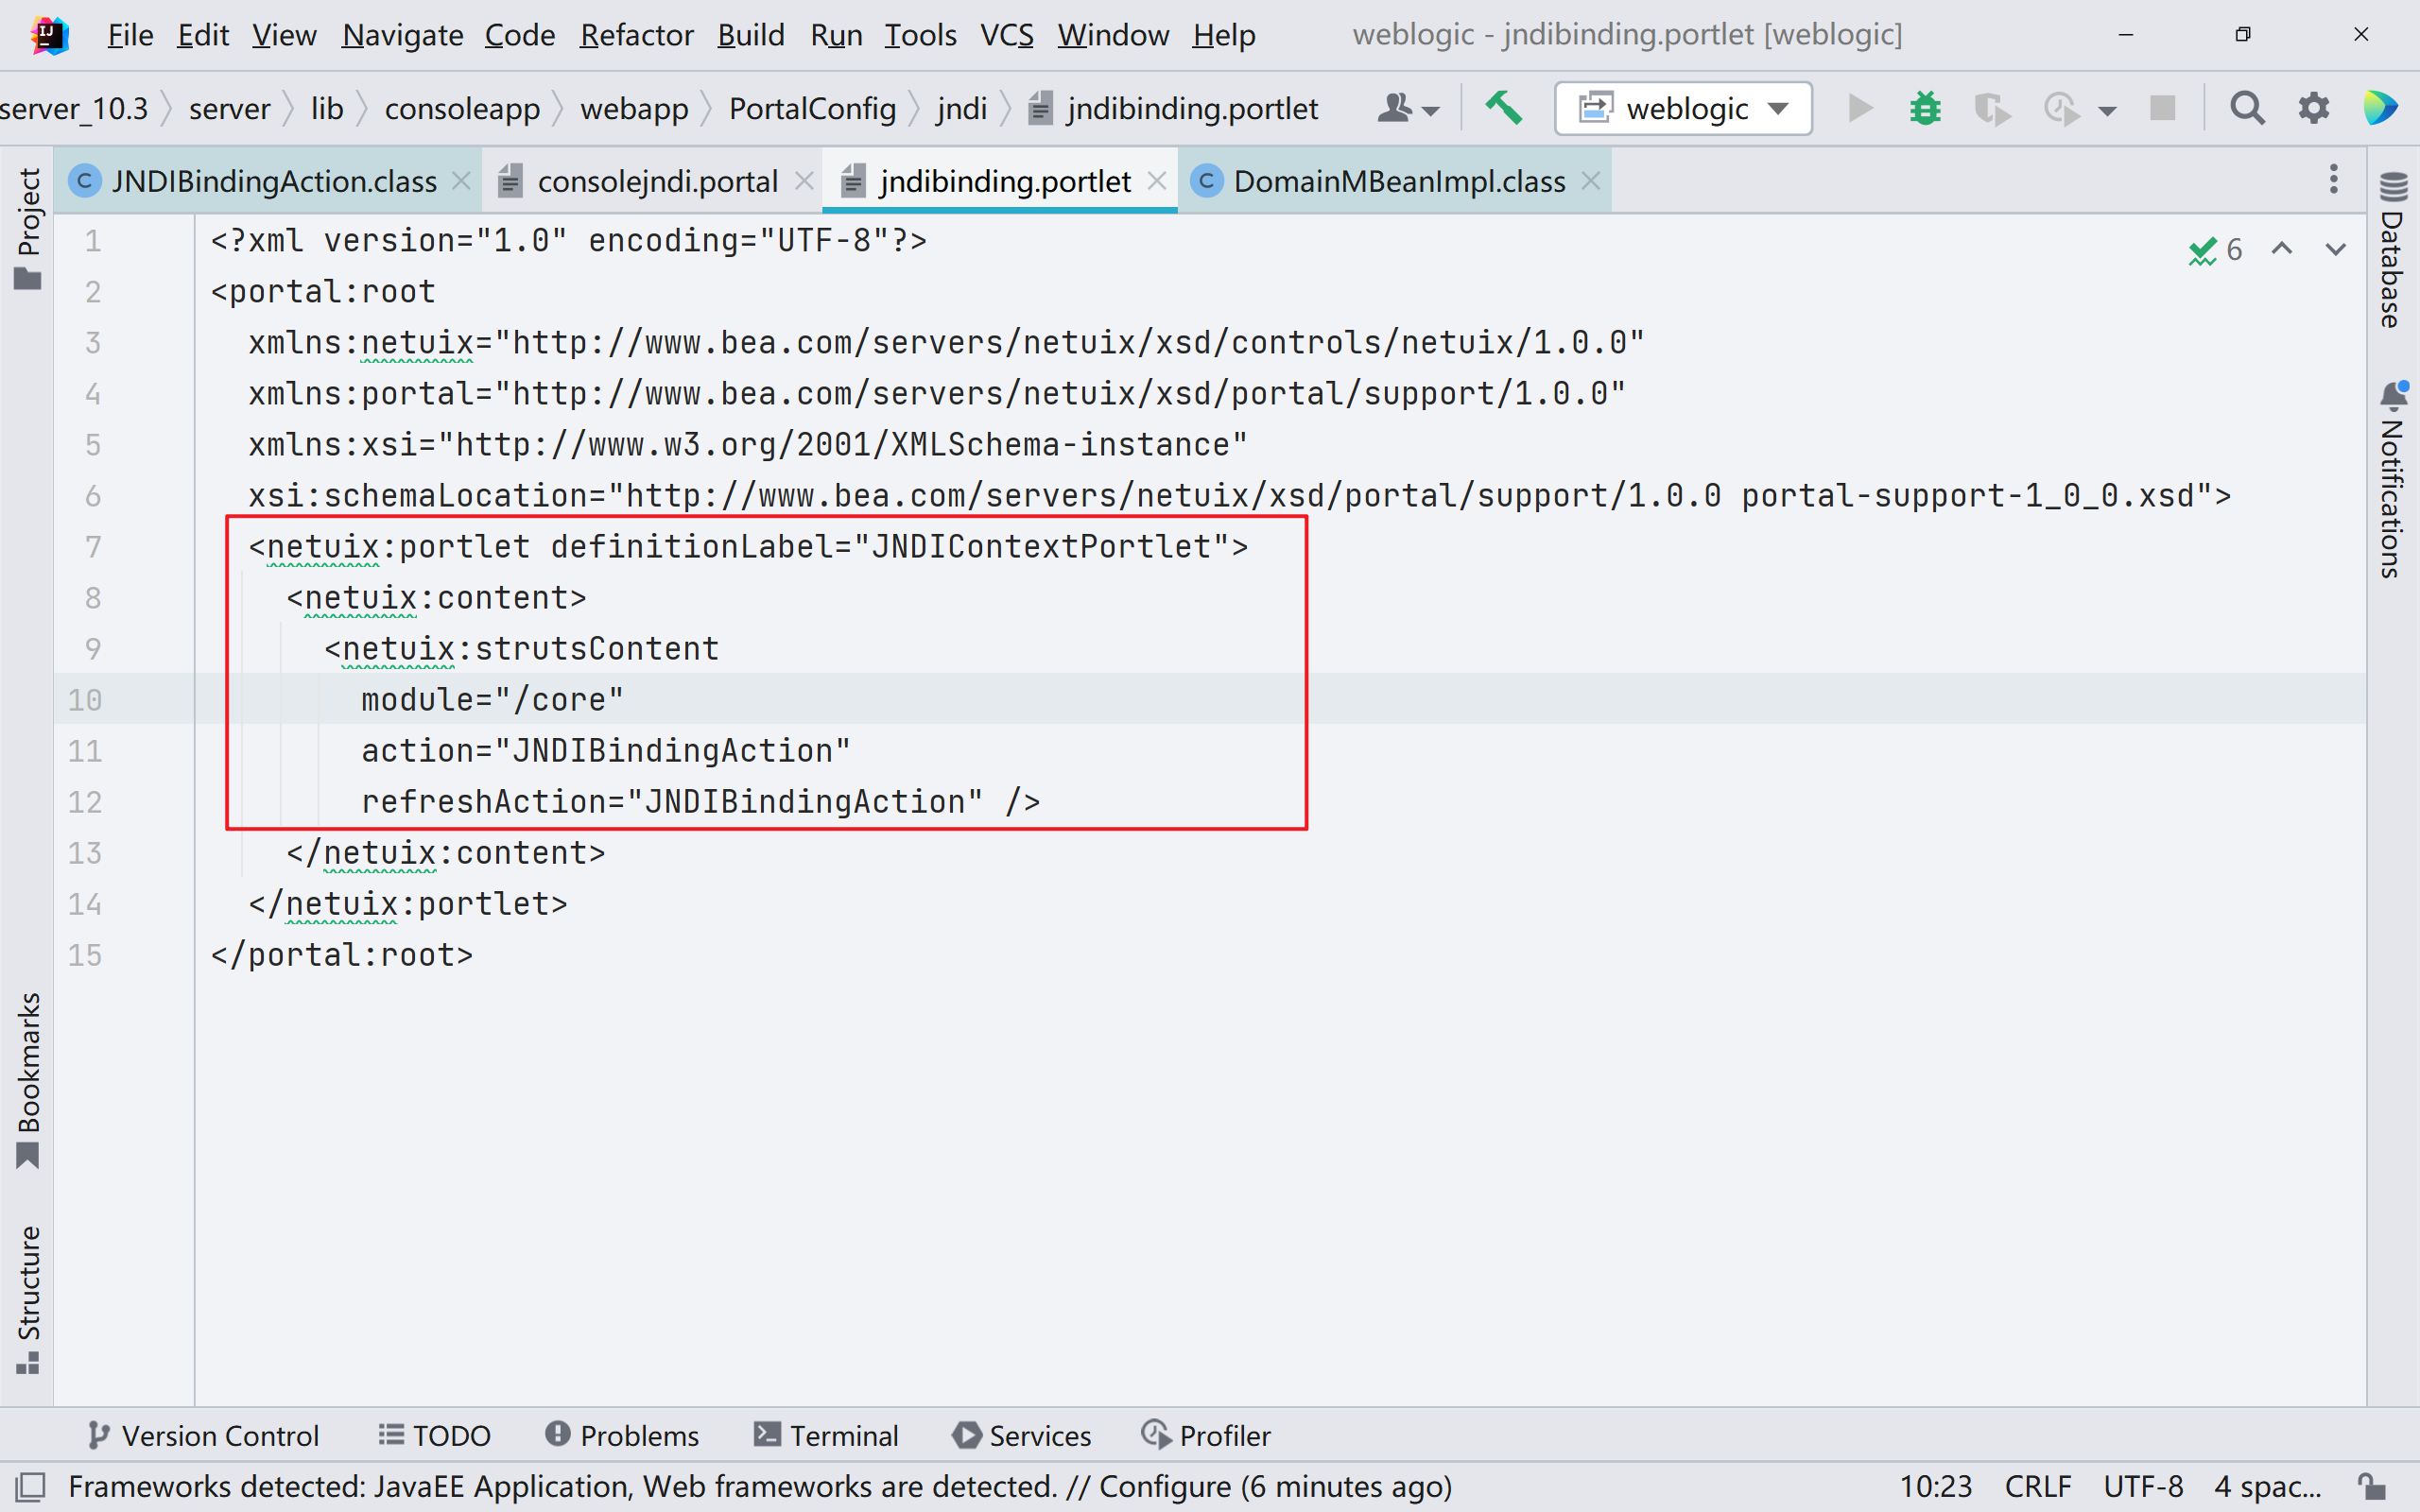 File Edit View Navigate Code Refactor Build Run Tools VCS Window Help weblogic - jndibinding.portlet [weblogic]
server_10.3 server lib consoleapp webapp PortalConfig jndi jndibinding.portlet weblogic
JNDIBindingAction.class consolejndi.portal jndibinding.portlet DomainMBeanImpl.class
Project
Bookmarks
Structure
6
1 <?xml version="1.0" encoding="UTF-8"?>
2 <portal:root
3 xmlns:netuix="http://www.bea.com/servers/netuix/xsd/controls/netuix/1.0.0"
4 xmlns:portal="http://www.bea.com/servers/netuix/xsd/portal/support/1.0.0"
5 xmlns:xsi="http://www.w3.org/2001/XMLSchema-instance"
6 xsi:schemaLocation="http://www.bea.com/servers/netuix/xsd/portal/support/1.0.0 portal-support-1_0_0.xsd">
7 <netuix:portlet definitionLabel="JNDIContextPortlet">
8 <netuix:content>
9 <netuix:strutsContent
10 module="/core"
11 action="JNDIBindingAction"
12 refreshAction="JNDIBindingAction" />
13 </netuix:content>
14 </netuix:portlet>
15 </portal:root>
Database
Notifications
Version Control TODO Problems Terminal Services Profiler
Frameworks detected: JavaEE Application, Web frameworks are detected. // Configure (6 minutes ago) 10:23 CRLF UTF-8 4 spac...